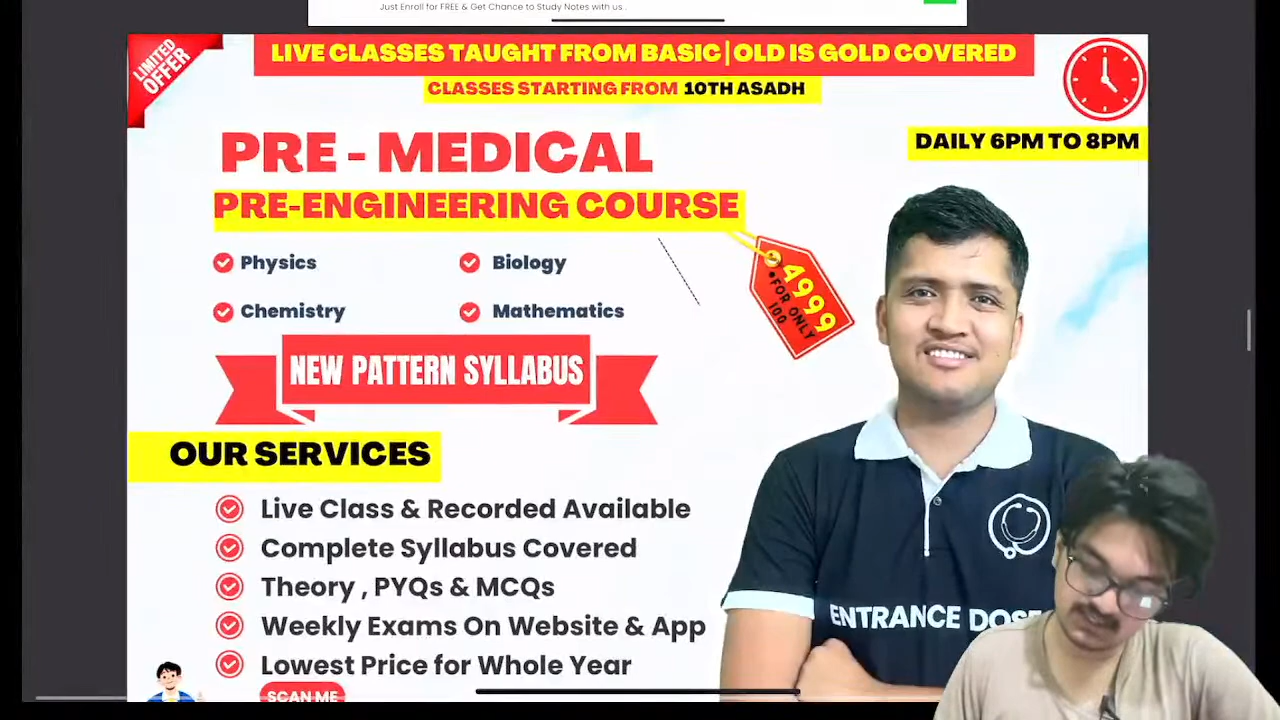 Just Enroll for FREE & Get Chance to Study Notes with us .
LIMITED
OFFER
LIVE CLASSES TAUGHT FROM BASIC | OLD IS GOLD COVERED
CLASSES STARTING FROM 10TH ASADH
DAILY 6PM TO 8PM
PRE - MEDICAL
PRE-ENGINEERING COURSE
Physics
Biology
Chemistry
Mathematics
4999
FOR ONLY
100
NEW PATTERN SYLLABUS
OUR SERVICES
Live Class & Recorded Available
Complete Syllabus Covered
Theory , PYQs & MCQs
Weekly Exams On Website & App
Lowest Price for Whole Year
SCAN ME
ENTRANCE DOSE